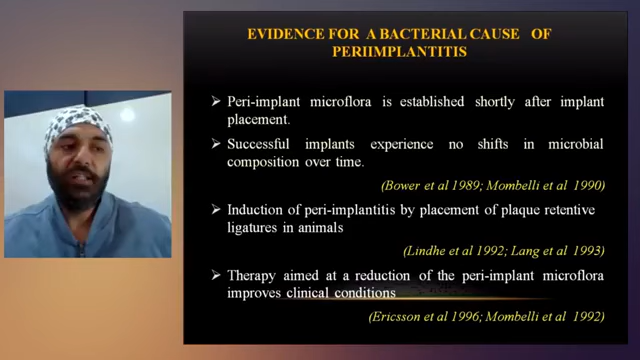 EVIDENCE FOR A BACTERIAL CAUSE OF
PERIIMPLANTITIS
➢ Peri-implant microflora is established shortly after implant
placement.
➢ Successful implants experience no shifts in microbial
composition over time.
(Bower et al 1989; Mombelli et al 1990)
➢ Induction of peri-implantitis by placement of plaque retentive
ligatures in animals
(Lindhe et al 1992; Lang et al 1993)
➢ Therapy aimed at a reduction of the peri-implant microflora
improves clinical conditions
(Ericsson et al 1996; Mombelli et al 1992)